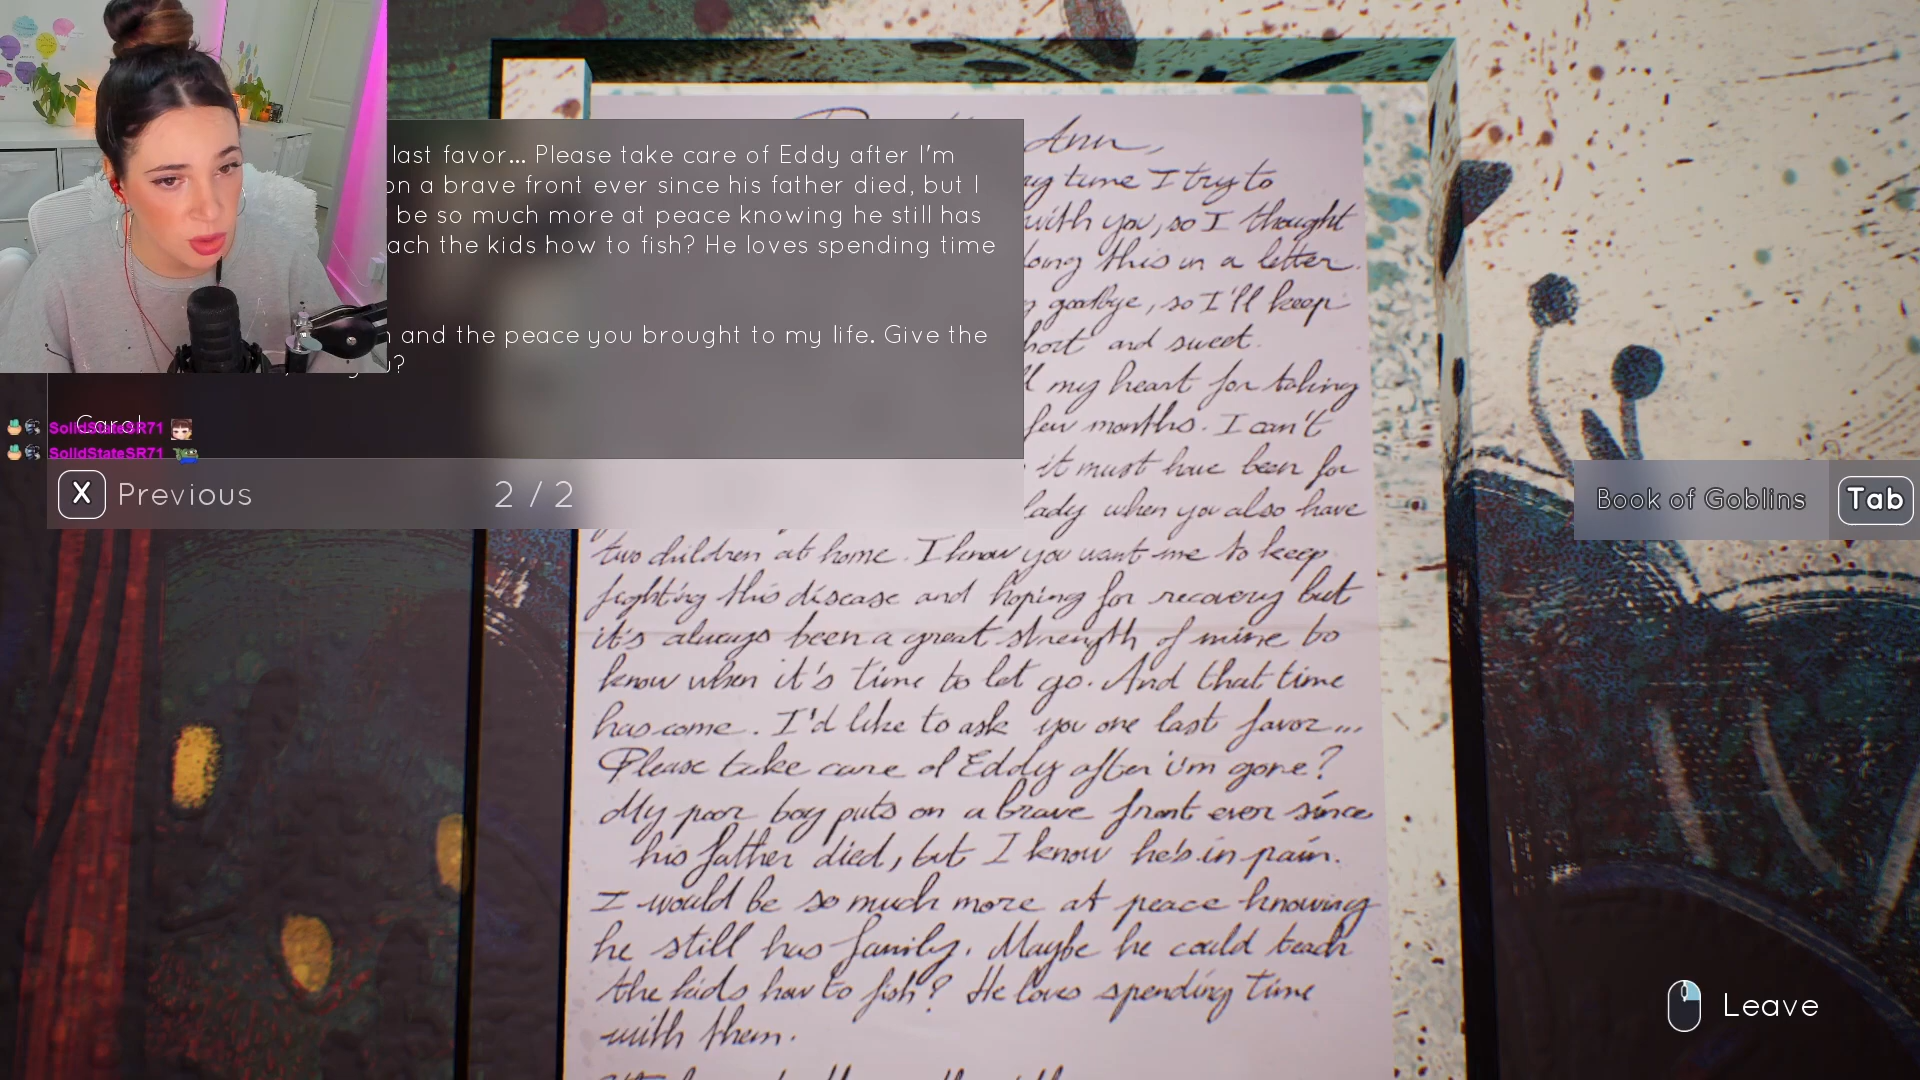 last favor... Please take care of Eddy after I'm
on a brave front ever since his father died, but I
be so much more at peace knowing he still has
ach the kids how to fish? He loves spending time
and the peace you brought to my life. Give the
?
Carol
SolidStateSR71
SolidStateSR71
X Previous
2 / 2
Ann,
time I try to
with you, so I thought
doing this in a letter.
goodbye, so I'll keep
short and sweet.
my heart for taking
few months. I can't
it must have been for
lady when you also have
two children at home. I know you want me to keep
fighting this disease and hoping for recovery but
it's always been a great strength of mine to
know when it's time to let go. And that time
has come. I'd like to ask you one last favor...
Please take care of Eddy after i'm gone?
My poor boy puts on a brave front ever since
his father died, but I know he's in pain.
I would be so much more at peace knowing
he still has family. Maybe he could teach
the kids how to fish? He loves spending time
with them.
Book of Goblins Tab
Leave